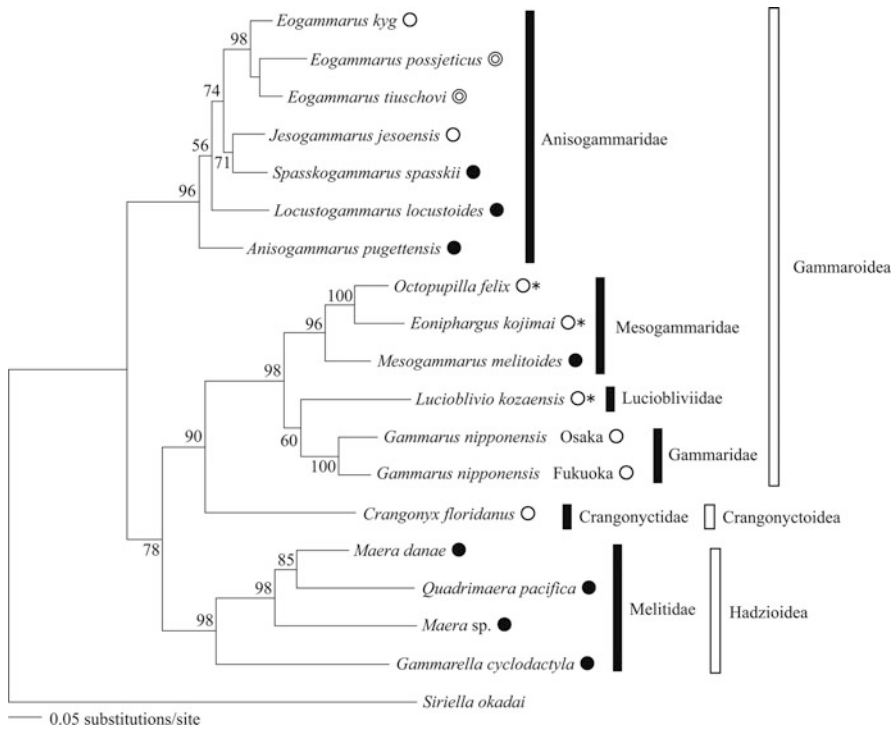 Eogammarus kyg
98
Eogammarus possjeticus
Eogammarus tiuschovi
74
Jesogammarus jesoensis
Anisogammaridae
56
71
Spasskogammarus spasskii
96
Locustogammarus locustoides
Anisogammarus pugettensis
Gammaroidea
Octopupilla felix *
100
Eoniphargus kojimai *
96
Mesogammaridae
Mesogammarus melitoides
98
Lucioblivio kozaensis *
Luciobliviidae
60
Gammarus nipponensis Osaka
90
Gammaridae
100
Gammarus nipponensis Fukuoka
Crangonyx floridanus
Crangonyctidae
Crangonyctoidea
78
Maera danae
85
Quadrimaera pacifica
98
Melitidae
Hadzioidea
98
Maera sp.
Gammarella cyclodactyla
Siriella okadai
0.05 substitutions/site